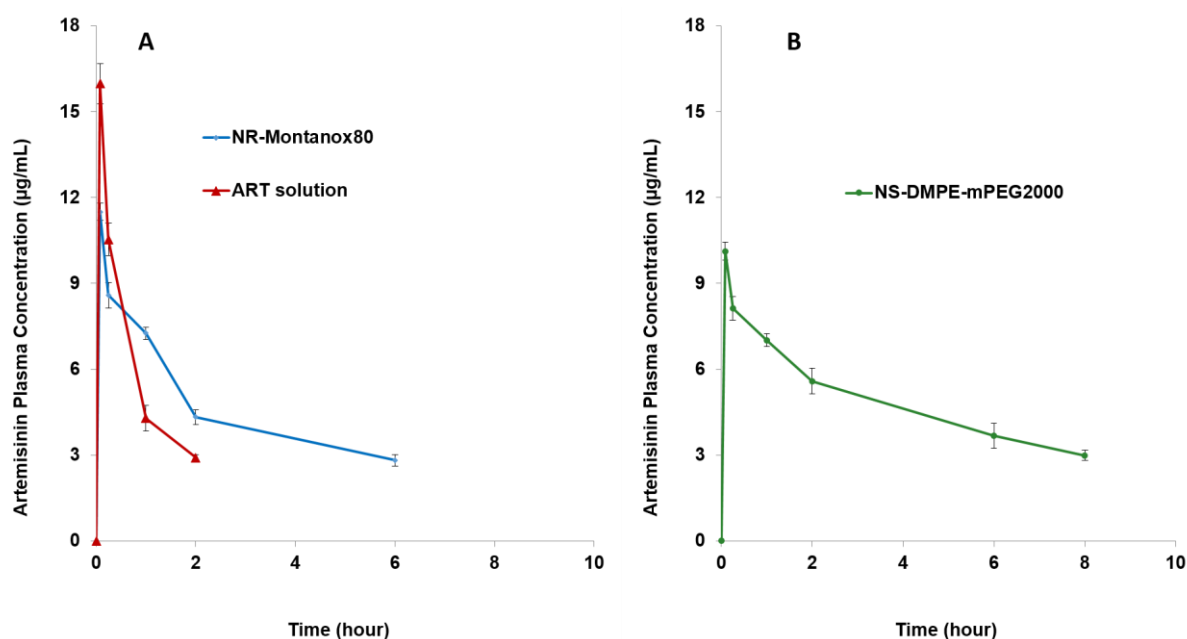 A
Artemisinin Plasma Concentration (µg/mL)
18
15
12
9
6
3
0
NR-Montanox80
ART solution
0 2 4 6 8 10
Time (hour)
B
Artemisinin Plasma Concentration (µg/mL)
18
15
12
9
6
3
0
NS-DMPE-mPEG2000
0 2 4 6 8 10
Time (hour)